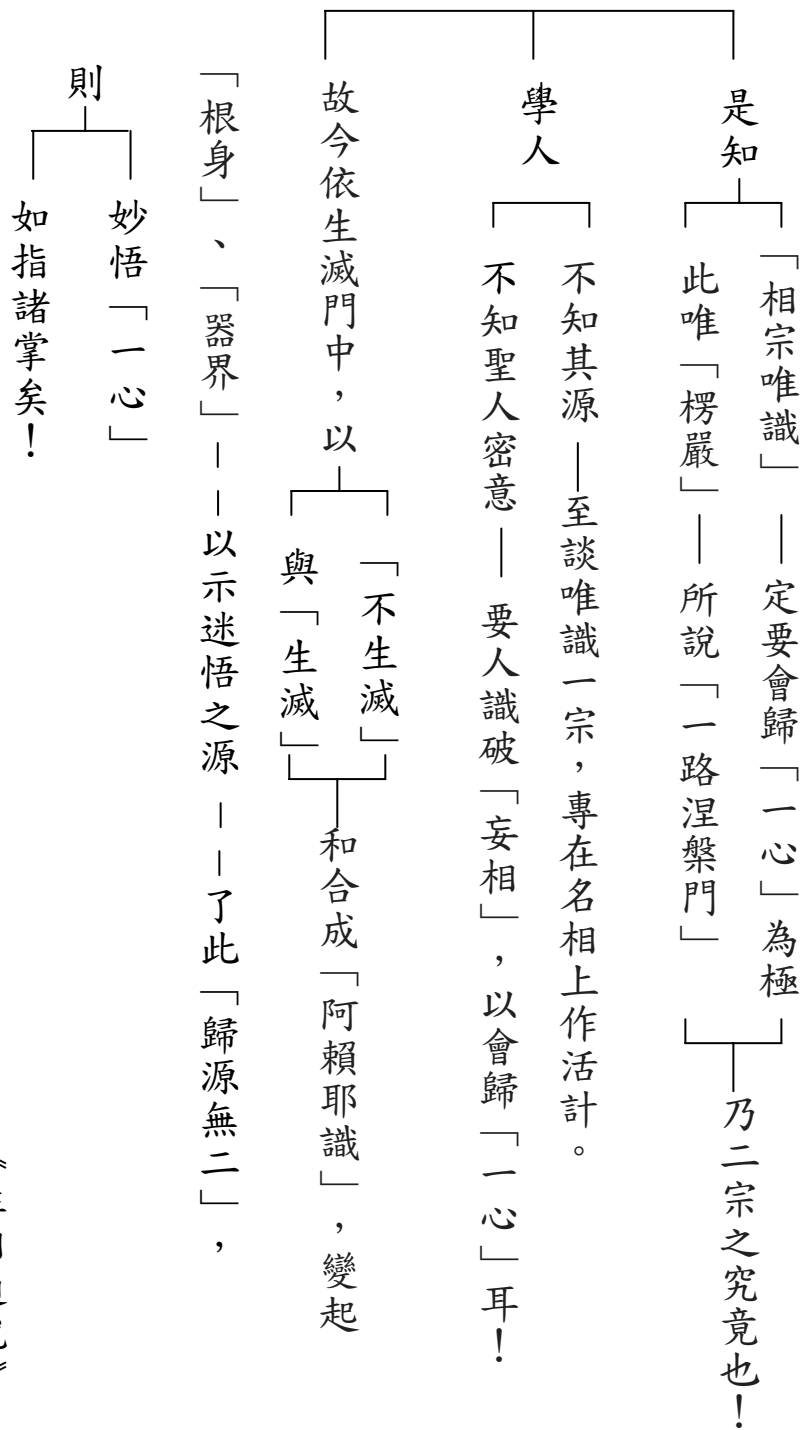 是知
「相宗唯識」——定要會歸「一心」為極
此唯「楞嚴」——所說「一路涅槃門」
乃二宗之究竟也！
學人
不知其源——至談唯識一宗，專在名相上作活計。
不知聖人密意——要人識破「妄相」，以會歸「一心」耳！
故今依生滅門中，以
「不生滅」
與「生滅」
和合成「阿賴耶識」，變起
「根身」、「器界」——以示迷悟之源——了此「歸源無二」，
則
妙悟「一心」
如指諸掌矣！